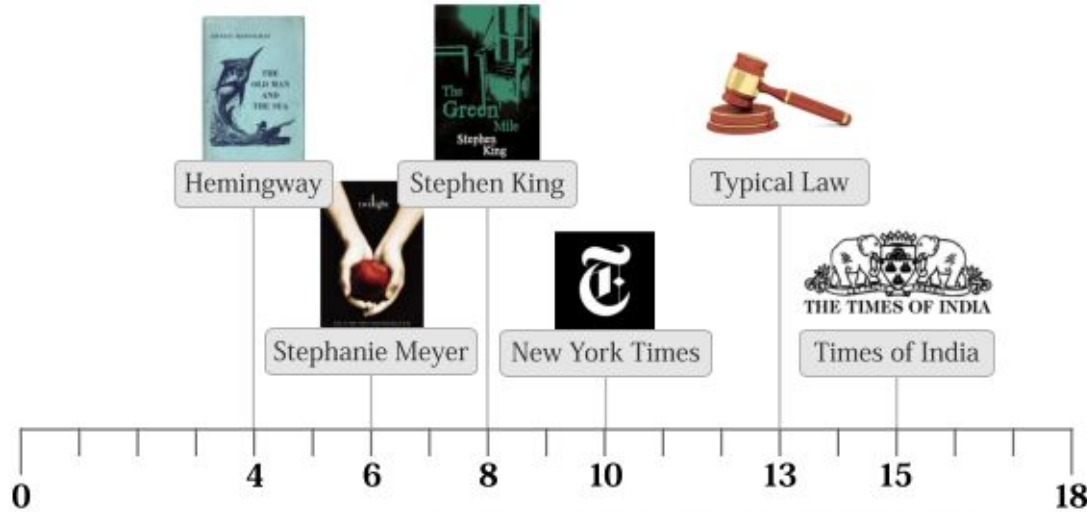 THE
OLD MAN
AND
THE SEA
Hemingway
twilight
Stephanie Meyer
The
Green
Mile
Stephen
King
Stephen King
T
New York Times
Typical Law
THE TIMES OF INDIA
Times of India
0
4
6
8
10
13
15
18